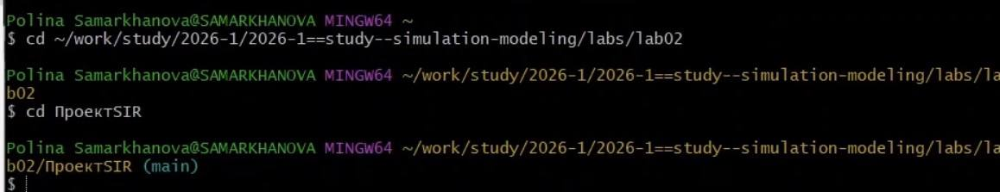 Polina Samarkhanova@SAMARKHANOVA MINGW64 ~
$ cd ~/work/study/2026-1/2026-1==study--simulation-modeling/labs/lab02
Polina Samarkhanova@SAMARKHANOVA MINGW64 ~/work/study/2026-1/2026-1==study--simulation-modeling/labs/la
b02
$ cd ПроектSIR
Polina Samarkhanova@SAMARKHANOVA MINGW64 ~/work/study/2026-1/2026-1==study--simulation-modeling/labs/la
b02/ПроектSIR (main)
$